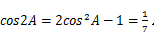 cos2A = 2cos²A − 1 = 1/7.